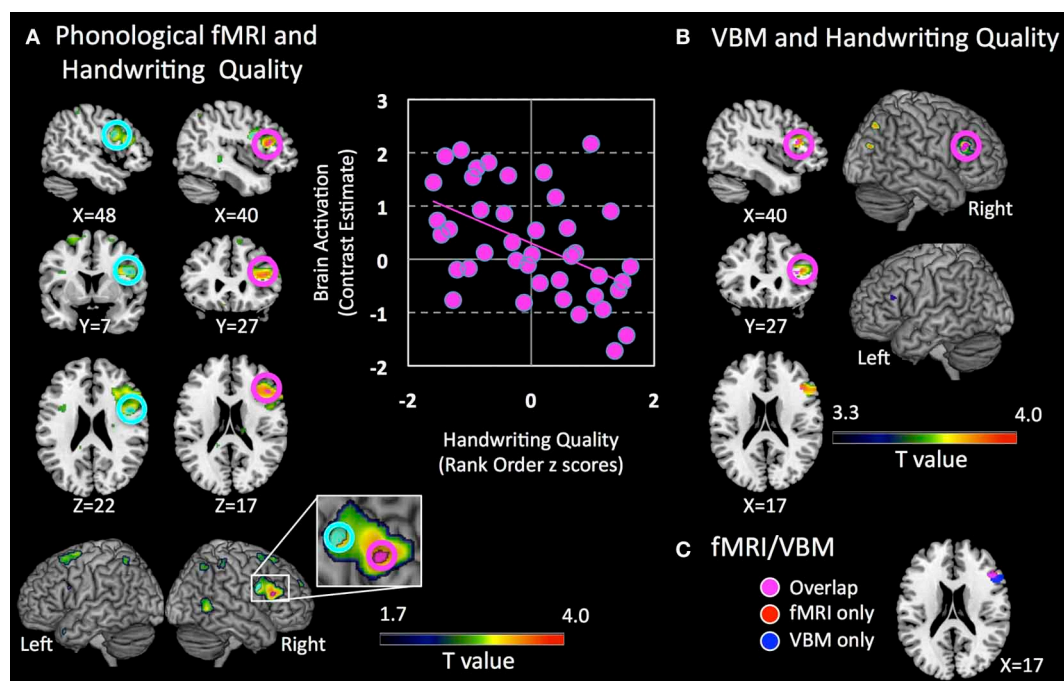 A Phonological fMRI and
Handwriting Quality
X=48
X=40
Y=7
Y=27
Z=22
Z=17
Left
Right
1.7
4.0
T value
Brain Activation
(Contrast Estimate)
3
2
1
0
-1
-2
-2
0
2
Handwriting Quality
(Rank Order z scores)
B VBM and Handwriting Quality
X=40
Right
Y=27
Left
X=17
3.3
4.0
T value
C fMRI/VBM
Overlap
fMRI only
VBM only
X=17